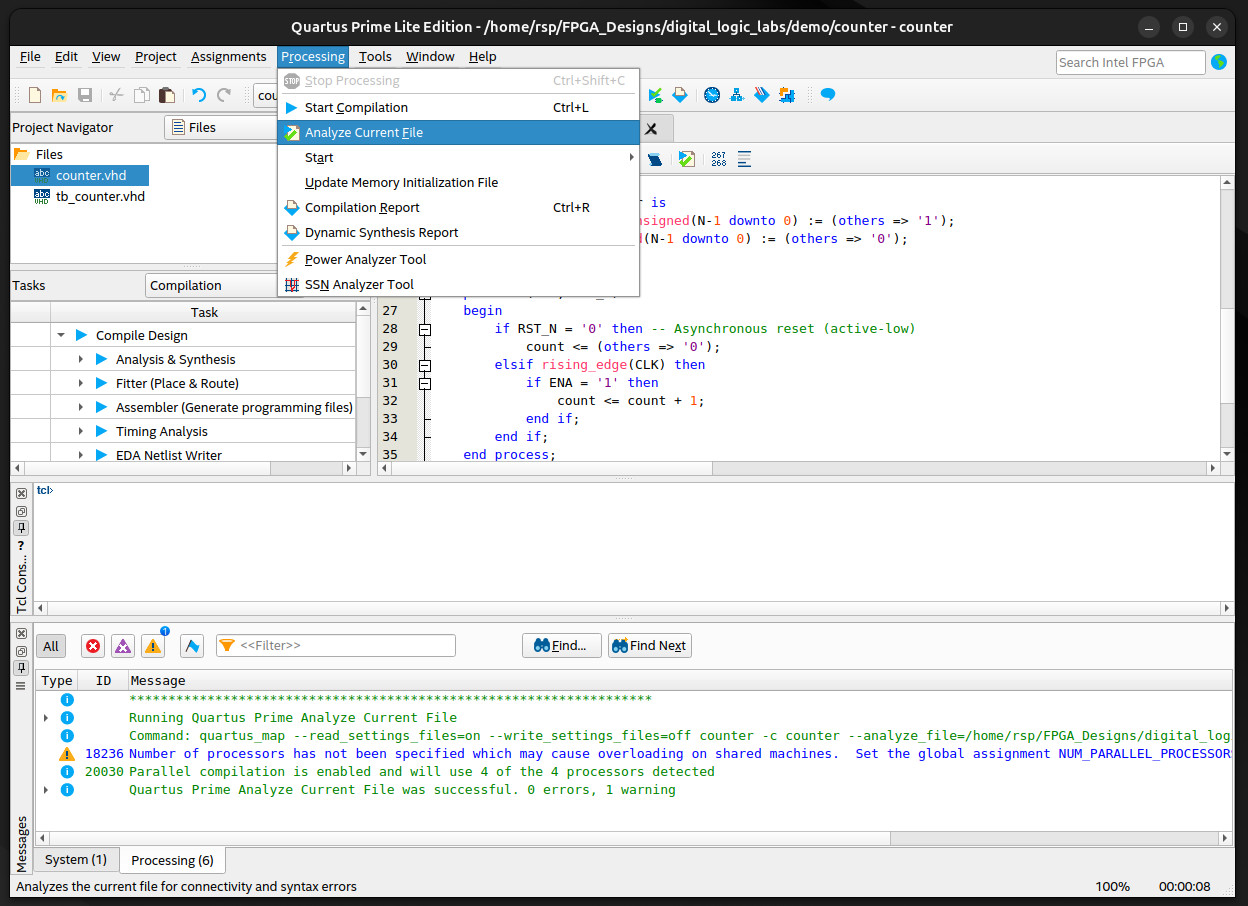 Quartus Prime Lite Edition - /home/rsp/FPGA_Designs/digital_logic_labs/demo/counter - counter
File Edit View Project Assignments Processing Tools Window Help
Search Intel FPGA
Stop Processing Ctrl+Shift+C
Start Compilation Ctrl+L
Analyze Current File
Start
Update Memory Initialization File
Compilation Report Ctrl+R
Dynamic Synthesis Report
Power Analyzer Tool
SSN Analyzer Tool
cou
Project Navigator Files
Files
counter.vhd
tb_counter.vhd
Tasks Compilation
Task
Compile Design
Analysis & Synthesis
Fitter (Place & Route)
Assembler (Generate programming files)
Timing Analysis
EDA Netlist Writer
267
268
is
signed(N-1 downto 0) := (others => '1');
(N-1 downto 0) := (others => '0');
27 begin
28 if RST_N = '0' then -- Asynchronous reset (active-low)
29 count <= (others => '0');
30 elsif rising_edge(CLK) then
31 if ENA = '1' then
32 count <= count + 1;
33 end if;
34 end if;
35 end process;
tcl>
Tcl Cons...
All 1 <<Filter>> Find... Find Next
Type ID Message
*******************************************************************
Running Quartus Prime Analyze Current File
Command: quartus_map --read_settings_files=on --write_settings_files=off counter -c counter --analyze_file=/home/rsp/FPGA_Designs/digital_log
18236 Number of processors has not been specified which may cause overloading on shared machines.  Set the global assignment NUM_PARALLEL_PROCESSORS
20030 Parallel compilation is enabled and will use 4 of the 4 processors detected
Quartus Prime Analyze Current File was successful. 0 errors, 1 warning
Messages
System (1) Processing (6)
Analyzes the current file for connectivity and syntax errors 100% 00:00:08